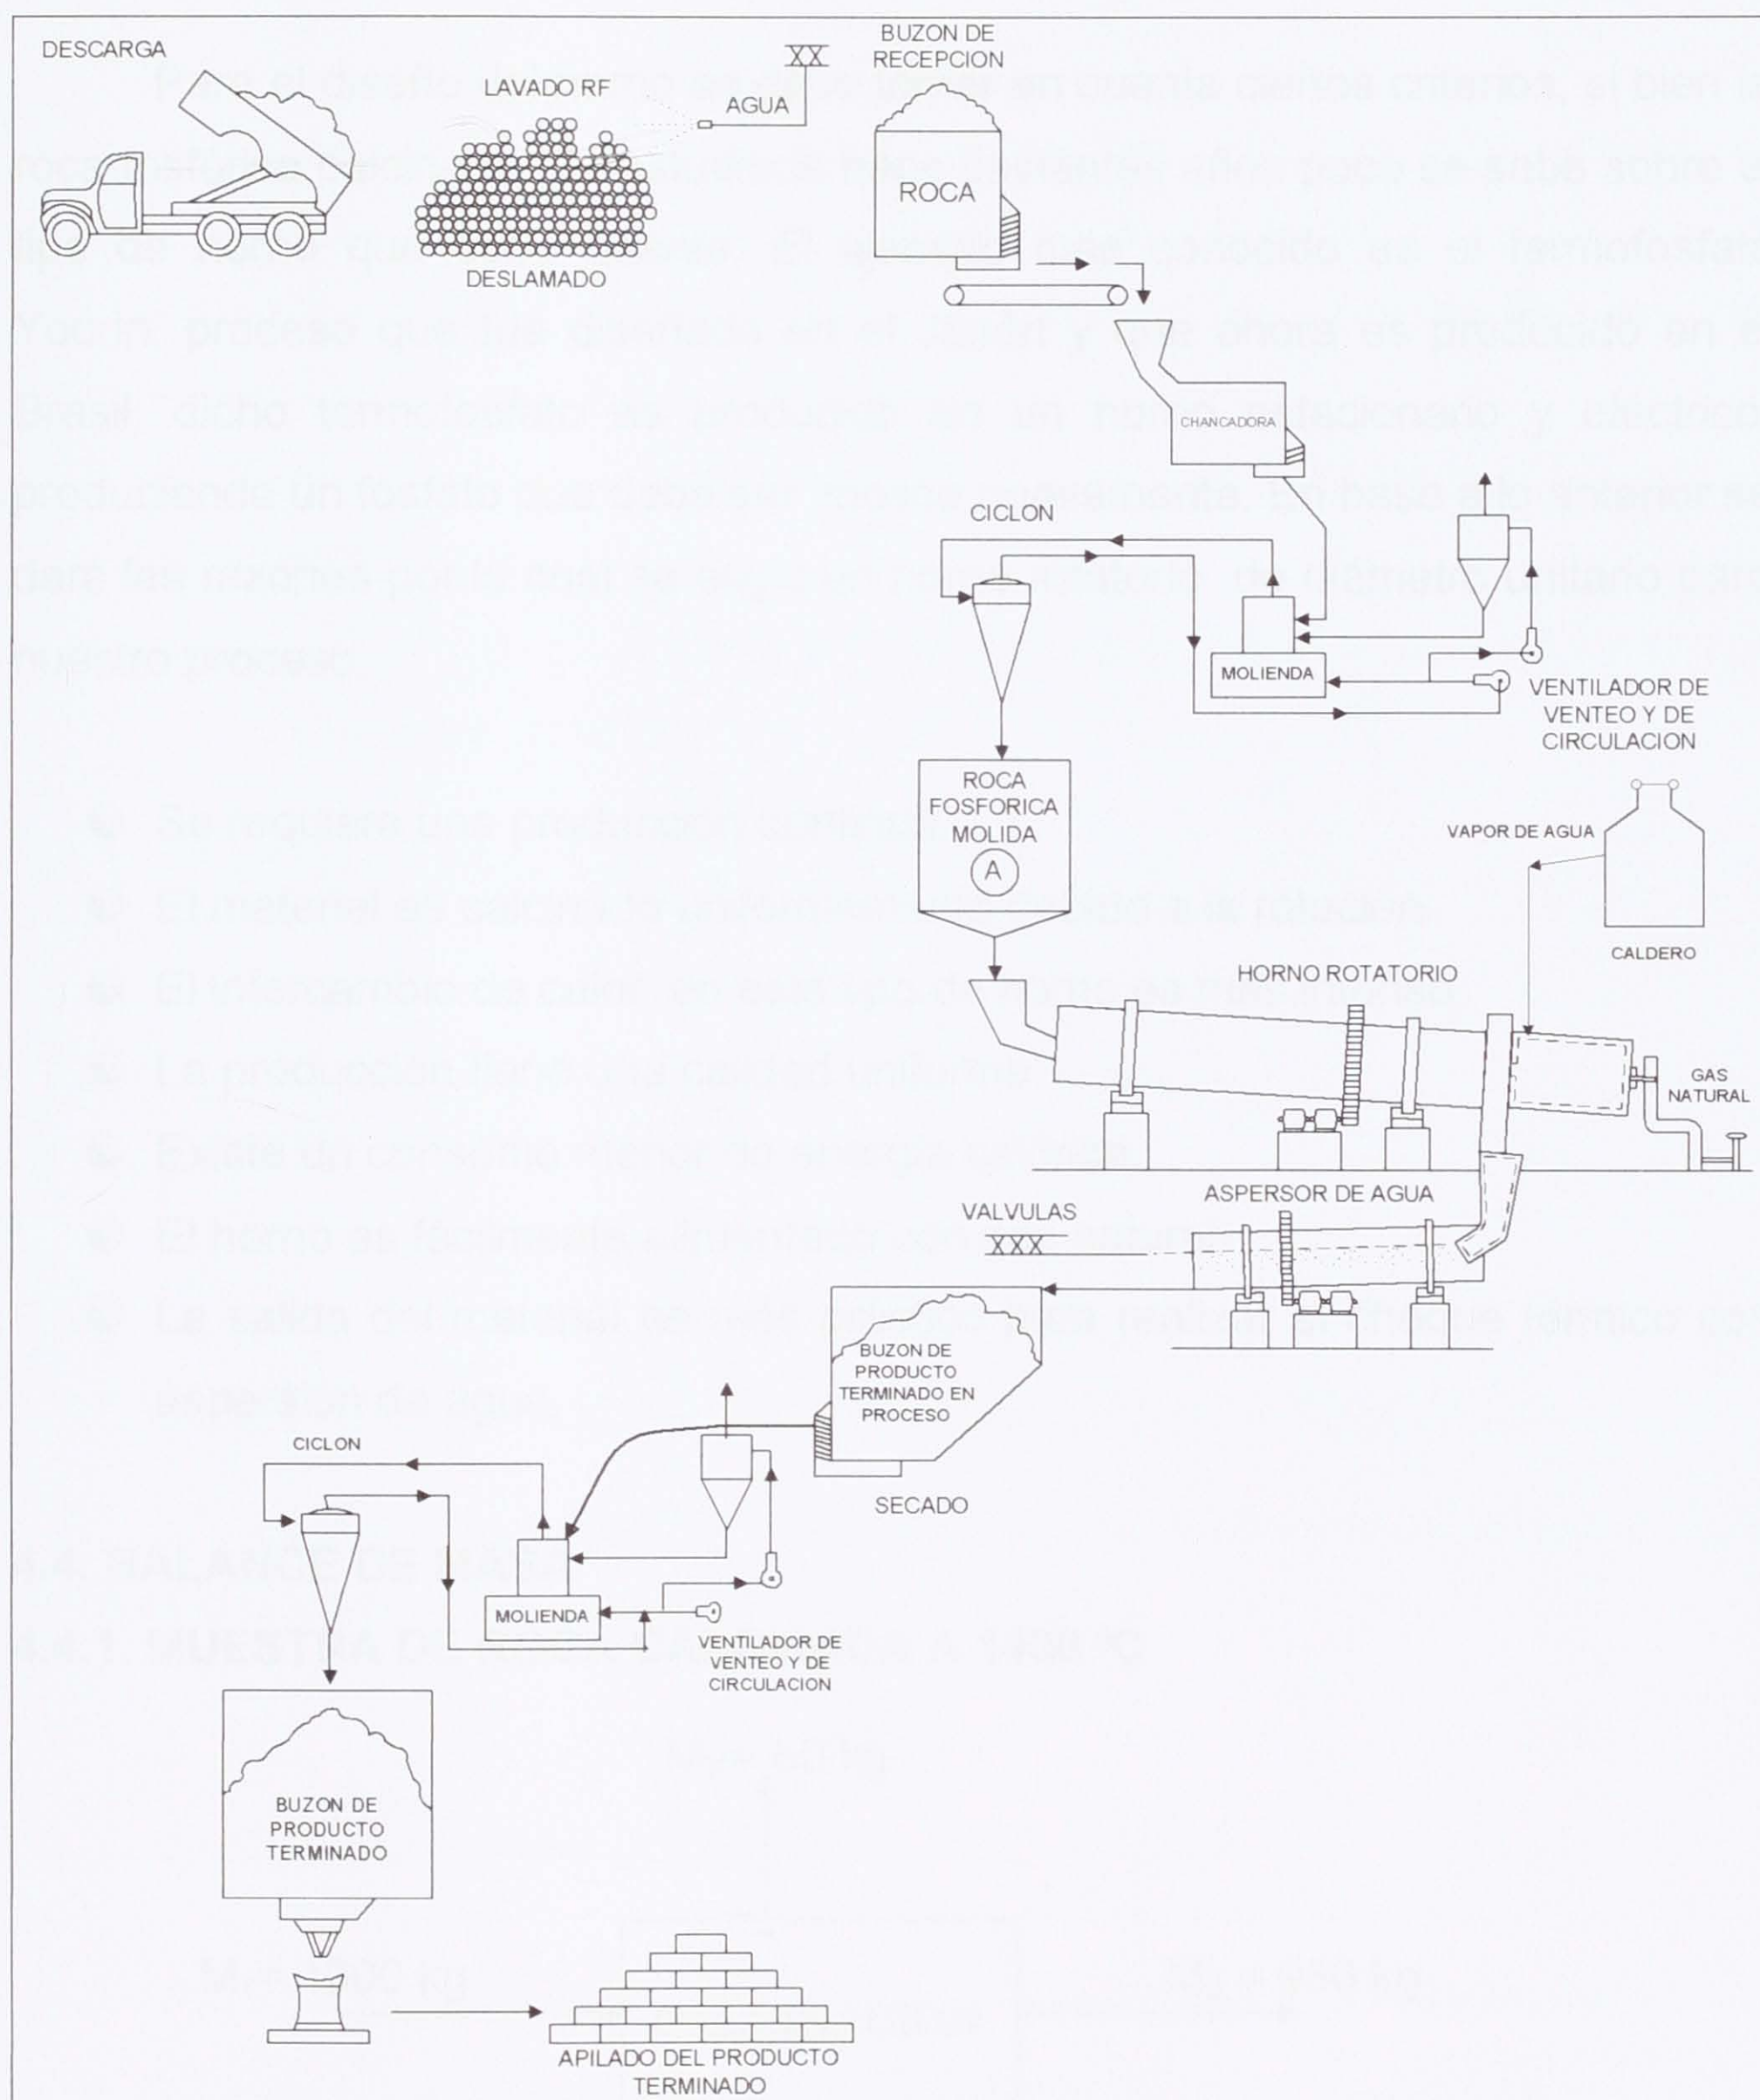 DESCARGA
LAVADO RF
AGUA
DESLAMADO
BUZON DE
RECEPCION
ROCA
CHANCADORA
CICLON
MOLIENDA
VENTILADOR DE
VENTEO Y DE
CIRCULACION
ROCA
FOSFORICA
MOLIDA
A
VAPOR DE AGUA
CALDERO
HORNO ROTATORIO
GAS
NATURAL
ASPERSOR DE AGUA
VALVULAS
BUZON DE
PRODUCTO
TERMINADO EN
PROCESO
SECADO
CICLON
MOLIENDA
VENTILADOR DE
VENTEO Y DE
CIRCULACION
BUZON DE
PRODUCTO
TERMINADO
APILADO DEL PRODUCTO
TERMINADO